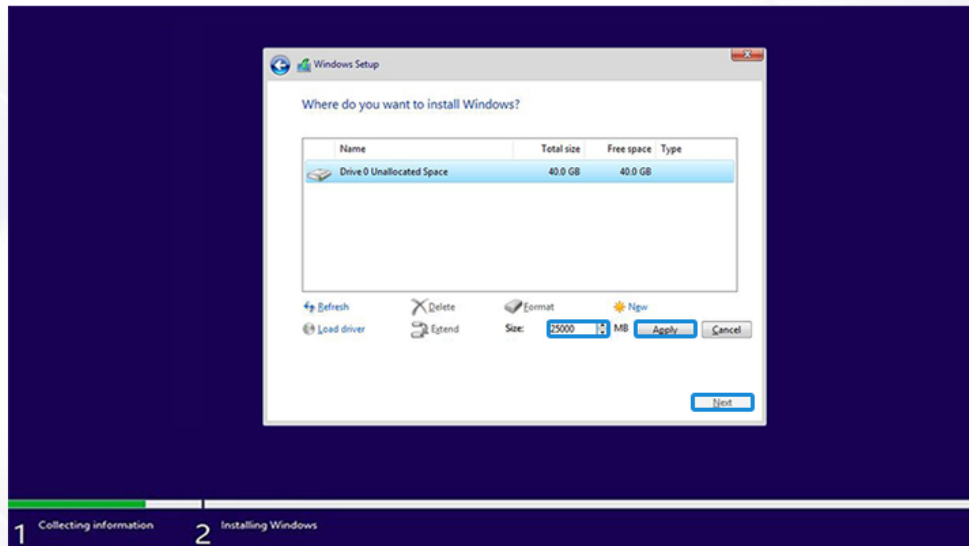 Windows Setup
Where do you want to install Windows?
Name Total size Free space Type
Drive 0 Unallocated Space 40.0 GB 40.0 GB
Refresh Delete Format New
Load driver Extend Size: 25000 MB Apply Cancel
Next
1 Collecting information 2 Installing Windows